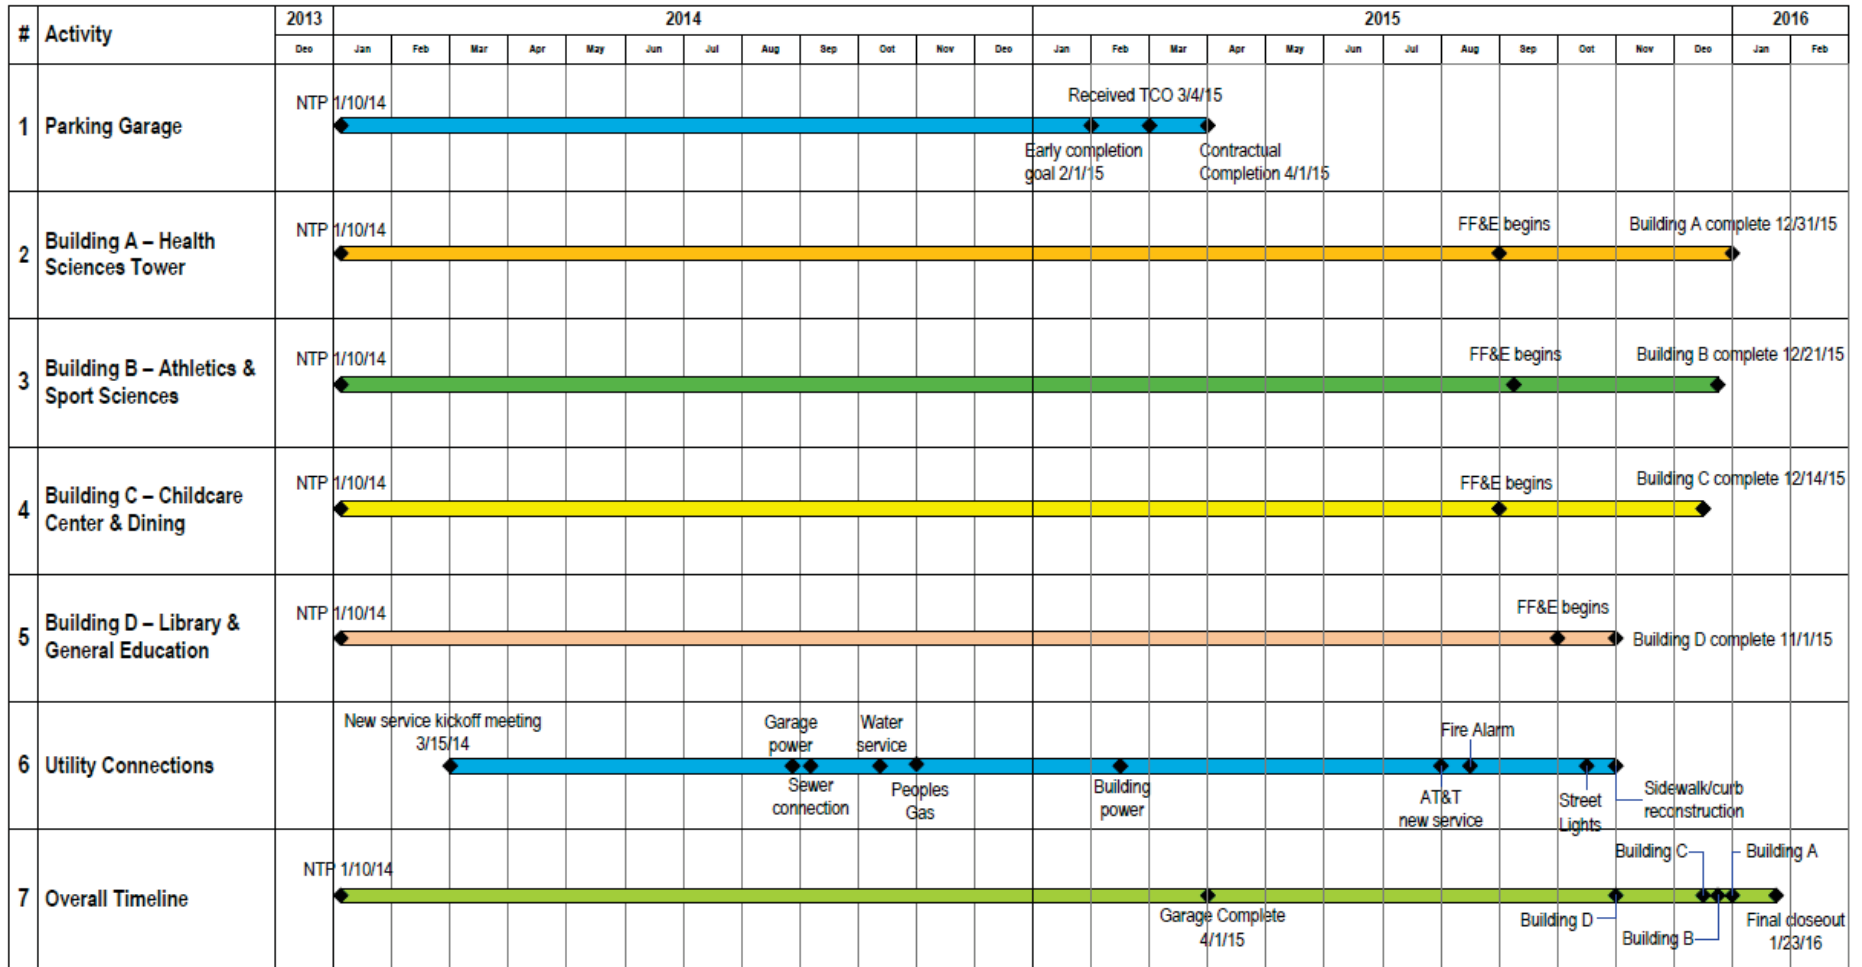 # Activity 2013 2014 2015 2016
Deo Jan Feb Mar Apr May Jun Jul Aug Sep Oot Nov Deo Jan Feb Mar Apr May Jun Jul Aug Sep Oot Nov Deo Jan Feb
1 Parking Garage
NTP 1/10/14
Received TCO 3/4/15
Early completion
goal 2/1/15
Contractual
Completion 4/1/15
2 Building A – Health
Sciences Tower
NTP 1/10/14
FF&E begins
Building A complete 12/31/15
3 Building B – Athletics &
Sport Sciences
NTP 1/10/14
FF&E begins
Building B complete 12/21/15
4 Building C – Childcare
Center & Dining
NTP 1/10/14
FF&E begins
Building C complete 12/14/15
5 Building D – Library &
General Education
NTP 1/10/14
FF&E begins
Building D complete 11/1/15
6 Utility Connections
New service kickoff meeting
3/15/14
Garage
power
Sewer
connection
Water
service
Peoples
Gas
Building
power
AT&T
new service
Fire Alarm
Street
Lights
Sidewalk/curb
reconstruction
7 Overall Timeline
NTP 1/10/14
Garage Complete
4/1/15
Building D
Building C
Building B
Building A
Final closeout
1/23/16